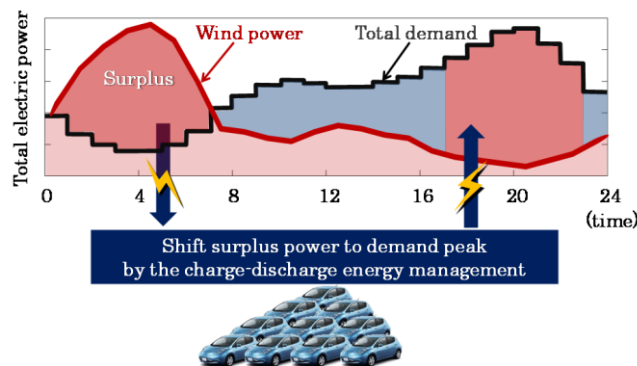 Total electric power
Wind power
Total demand
Surplus
0 4 8 12 16 20 24
(time)
Shift surplus power to demand peak
by the charge-discharge energy management